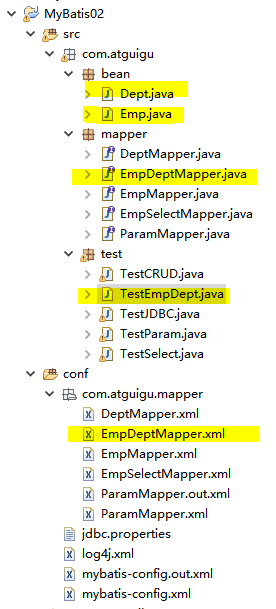 MyBatis02
src
com.atguigu
bean
Dept.java
Emp.java
mapper
DeptMapper.java
EmpDeptMapper.java
EmpMapper.java
EmpSelectMapper.java
ParamMapper.java
test
TestCRUD.java
TestEmpDept.java
TestJDBC.java
TestParam.java
TestSelect.java
conf
com.atguigu.mapper
DeptMapper.xml
EmpDeptMapper.xml
EmpMapper.xml
EmpSelectMapper.xml
ParamMapper.out.xml
ParamMapper.xml
jdbc.properties
log4j.xml
mybatis-config.out.xml
mybatis-config.xml